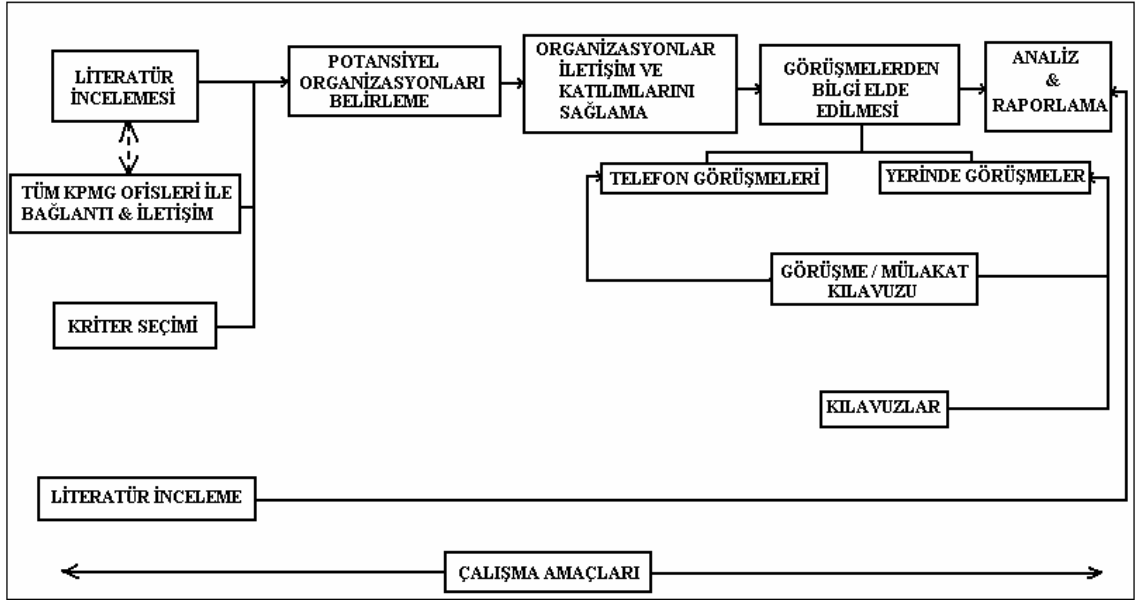 LİTERATÜR
İNCELEMESİ
POTANSİYEL
ORGANİZASYONLARI
BELİRLEME
ORGANİZASYONLAR
İLETİŞİM VE
KATILIMLARINI
SAĞLAMA
GÖRÜŞMELERDEN
BİLGİ ELDE
EDİLMESİ
ANALİZ
&
RAPORLAMA
TÜM KPMG OFİSLERİ İLE
BAĞLANTI & İLETİŞİM
TELEFON GÖRÜŞMELERİ
YERİNDE GÖRÜŞMELER
GÖRÜŞME / MÜLAKAT
KILAVUZU
KRİTER SEÇİMİ
KILAVUZLAR
LİTERATÜR İNCELEME
ÇALIŞMA AMAÇLARI